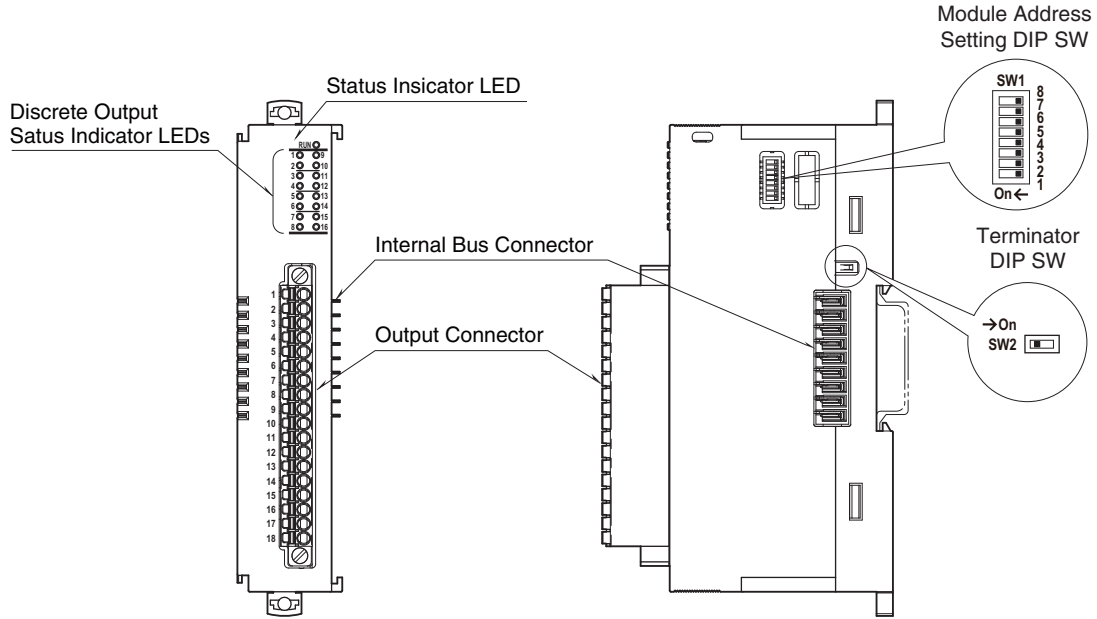 Module Address
Setting DIP SW
SW1
8
7
6
5
4
3
2
1
On←
Status Insicator LED
Discrete Output
Satus Indicator LEDs
RUN
1 9
2 10
3 11
4 12
5 13
6 14
7 15
8 16
Internal Bus Connector
Output Connector
Terminator
DIP SW
→On
SW2
1
2
3
4
5
6
7
8
9
10
11
12
13
14
15
16
17
18